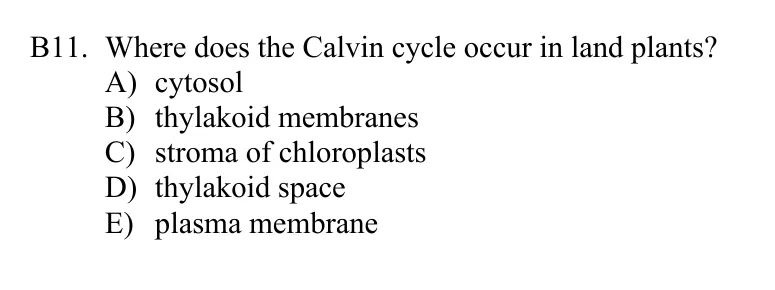 B11. Where does the Calvin cycle occur in land plants?
A) cytosol
B) thylakoid membranes
C) stroma of chloroplasts
D) thylakoid space
E) plasma membrane